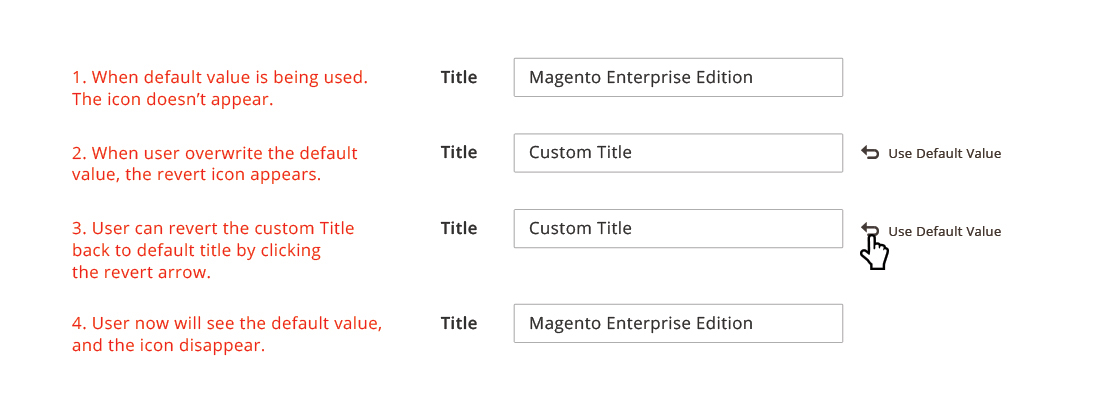 1. When default value is being used.
The icon doesn’t appear.
Title
Magento Enterprise Edition
2. When user overwrite the default
value, the revert icon appears.
Title
Custom Title
Use Default Value
3. User can revert the custom Title
back to default title by clicking
the revert arrow.
Title
Custom Title
Use Default Value
4. User now will see the default value,
and the icon disappear.
Title
Magento Enterprise Edition